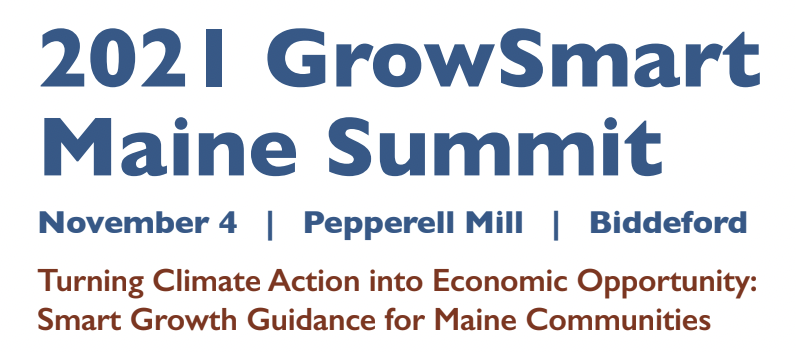 2021 GrowSmart
Maine Summit
November 4 | Pepperell Mill | Biddeford
Turning Climate Action into Economic Opportunity:
Smart Growth Guidance for Maine Communities